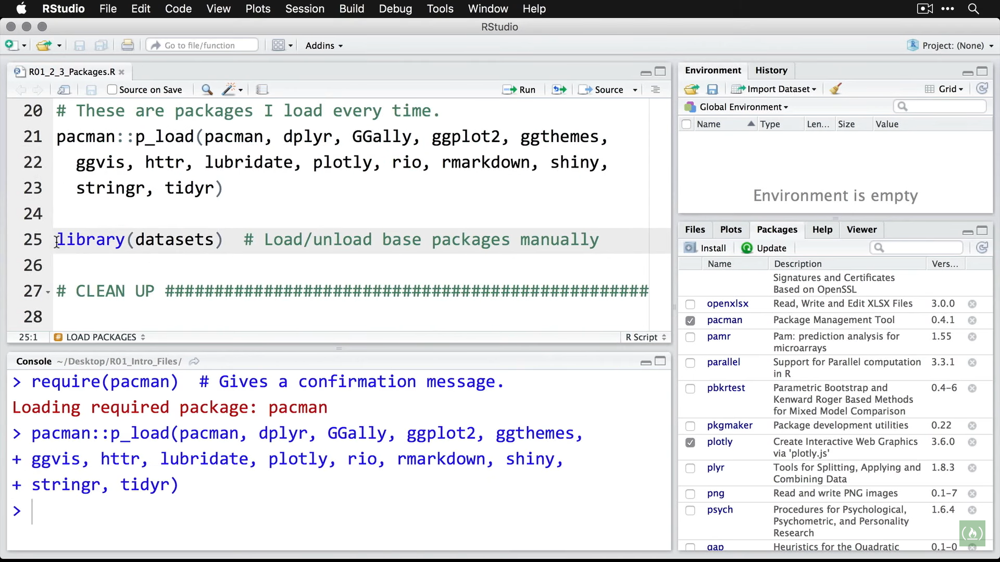 RStudio File Edit Code View Plots Session Build Debug Tools Window Help
RStudio
Go to file/function Addins Project: (None)
R01_2_3_Packages.R
Source on Save Run Source
20 # These are packages I load every time.
21 pacman::p_load(pacman, dplyr, GGally, ggplot2, ggthemes,
22 ggvis, httr, lubridate, plotly, rio, rmarkdown, shiny,
23 stringr, tidyr)
24
25 library(datasets) # Load/unload base packages manually
26
27 # CLEAN UP #################################################
28
25:1 LOAD PACKAGES R Script
Console ~/Desktop/R01_Intro_Files/
> require(pacman) # Gives a confirmation message.
Loading required package: pacman
> pacman::p_load(pacman, dplyr, GGally, ggplot2, ggthemes,
+ ggvis, httr, lubridate, plotly, rio, rmarkdown, shiny,
+ stringr, tidyr)
>
Environment History
Import Dataset Grid
Global Environment
Name Type Len... Size Value
Environment is empty
Files Plots Packages Help Viewer
Install Update
Name Description Vers...
Signatures and Certificates
Based on OpenSSL
openxlsx Read, Write and Edit XLSX Files 3.0.0
pacman Package Management Tool 0.4.1
pamr Pam: prediction analysis for 1.55
microarrays
parallel Support for Parallel computation 3.3.1
in R
pbkrtest Parametric Bootstrap and 0.4-6
Kenward Roger Based Methods
for Mixed Model Comparison
pkgmaker Package development utilities 0.22
plotly Create Interactive Web Graphics 3.6.0
via 'plotly.js'
plyr Tools for Splitting, Applying and 1.8.3
Combining Data
png Read and write PNG images 0.1-7
psych Procedures for Psychological, 1.6.4
Psychometric, and Personality
Research
Heuristics for the Quadratic